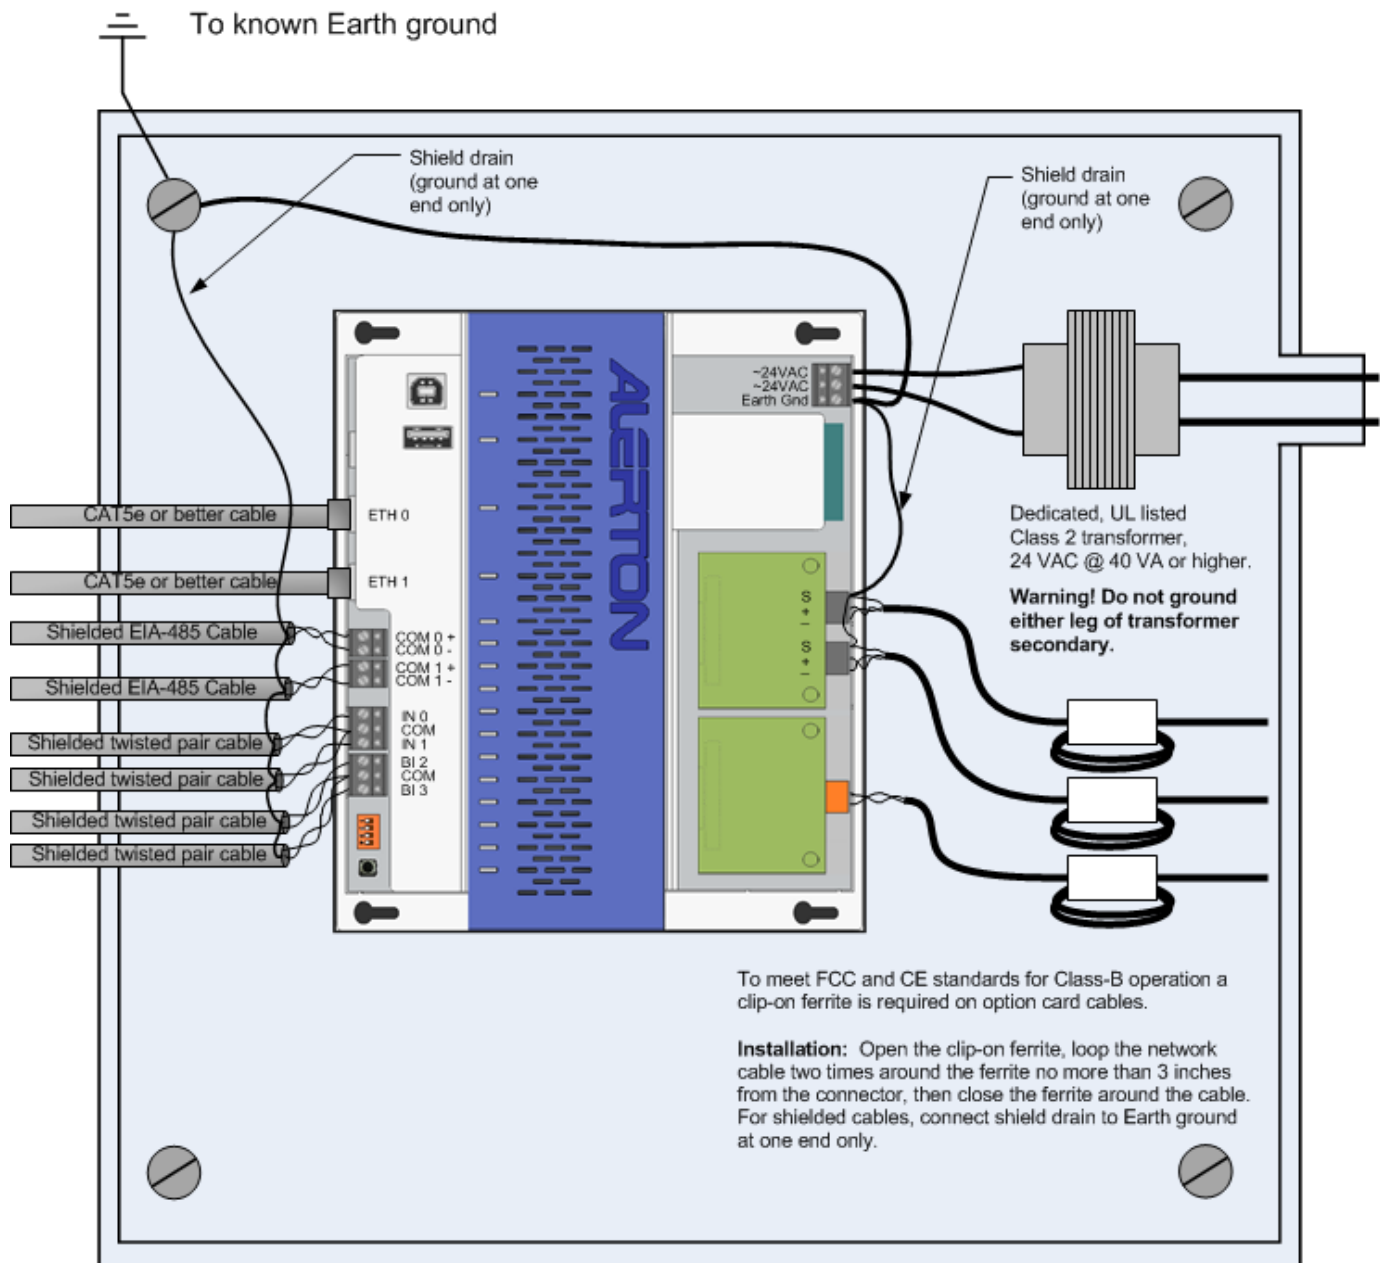 To known Earth ground
Shield drain
(ground at one
end only)
Shield drain
(ground at one
end only)
~24VAC
~24VAC
Earth Gnd
ALERTON
CAT5e or better cable
ETH 0
CAT5e or better cable
ETH 1
Shielded EIA-485 Cable
COM 0 +
COM 0 -
Shielded EIA-485 Cable
COM 1 +
COM 1 -
Shielded twisted pair cable
IN 0
COM
IN 1
Shielded twisted pair cable
BI 2
COM
BI 3
Shielded twisted pair cable
Shielded twisted pair cable
S
+
-
S
+
-
Dedicated, UL listed
Class 2 transformer,
24 VAC @ 40 VA or higher.
Warning! Do not ground
either leg of transformer
secondary.
To meet FCC and CE standards for Class-B operation a
clip-on ferrite is required on option card cables.
Installation: Open the clip-on ferrite, loop the network
cable two times around the ferrite no more than 3 inches
from the connector, then close the ferrite around the cable.
For shielded cables, connect shield drain to Earth ground
at one end only.